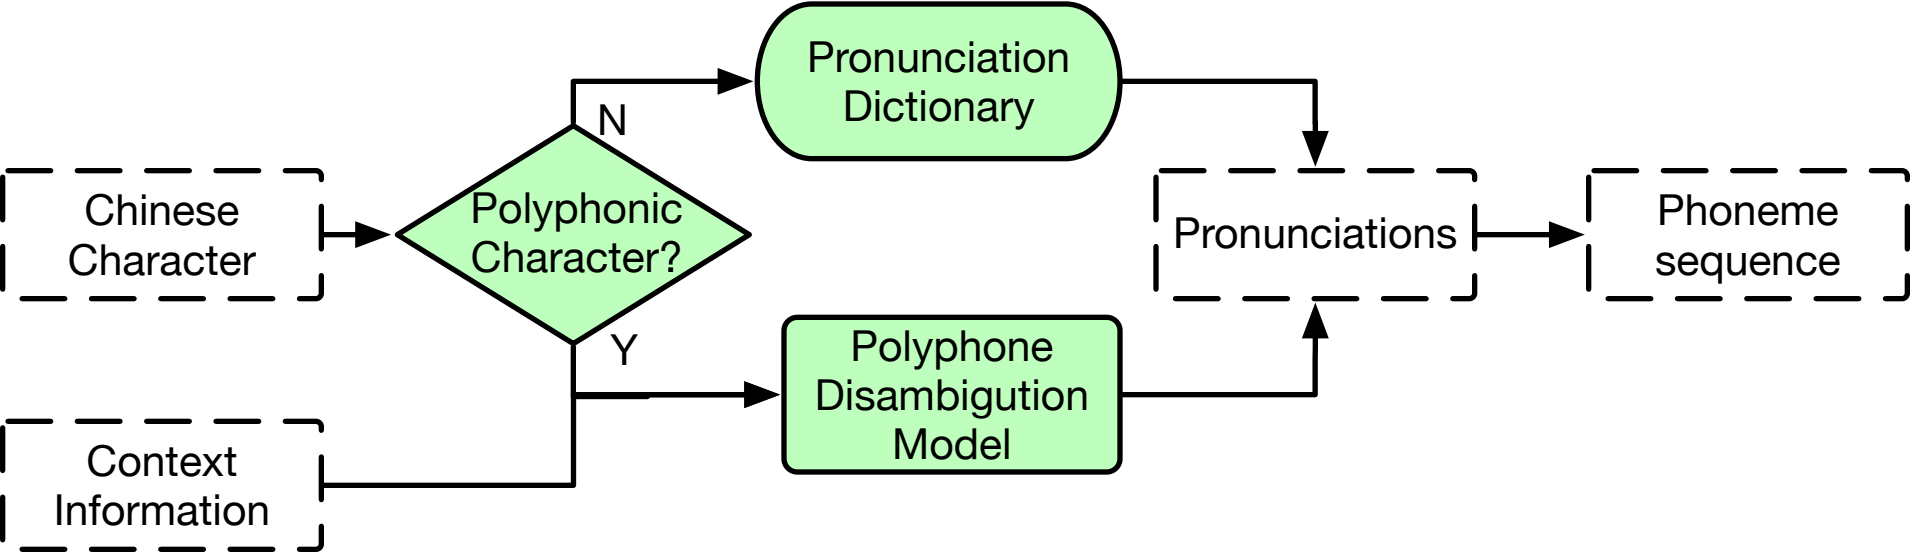 Chinese
Character
Polyphonic
Character?
N
Pronunciation
Dictionary
Y
Context
Information
Polyphone
Disambigution
Model
Pronunciations
Phoneme
sequence